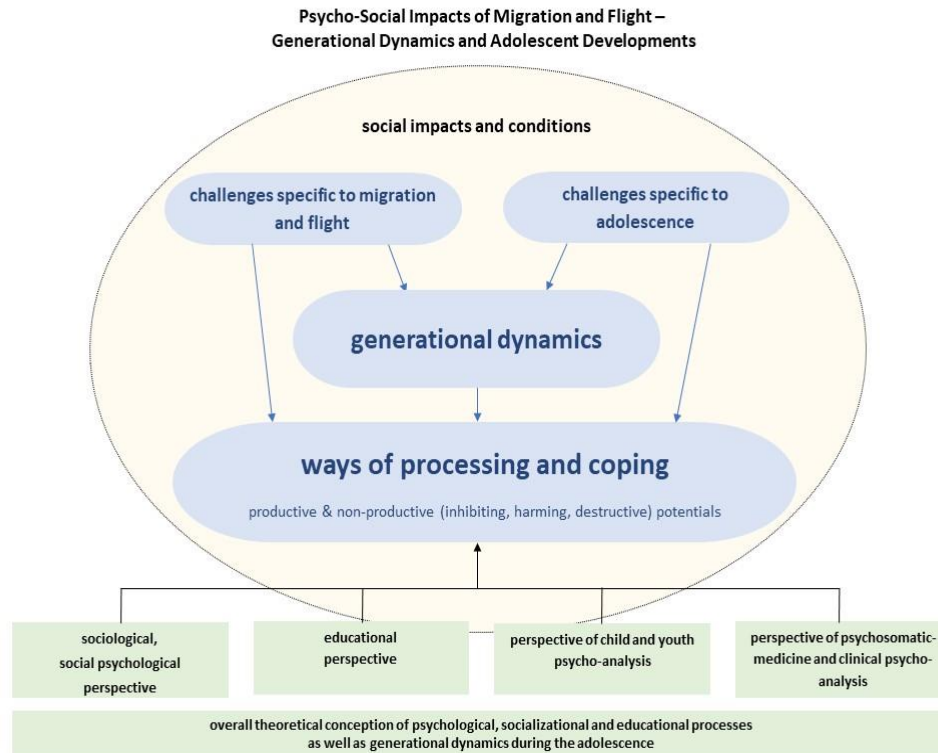 Psycho-Social Impacts of Migration and Flight –
Generational Dynamics and Adolescent Developments
social impacts and conditions
challenges specific to migration
and flight
challenges specific to
adolescence
generational dynamics
ways of processing and coping
productive & non-productive (inhibiting, harming, destructive) potentials
sociological,
social psychological
perspective
educational
perspective
perspective of child and youth
psycho-analysis
perspective of psychosomatic-
medicine and clinical psycho-
analysis
overall theoretical conception of psychological, socializational and educational processes
as well as generational dynamics during the adolescence